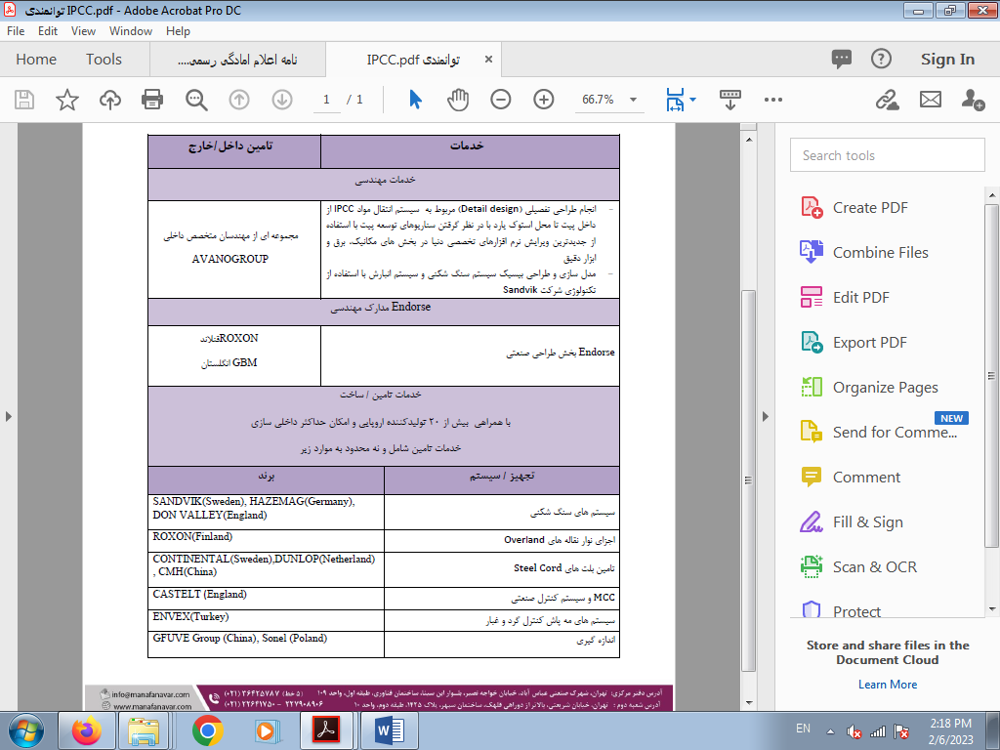 توانمندی IPCC.pdf - Adobe Acrobat Pro DC
File Edit View Window Help
Home Tools نامه اعلام امادگی رسمی.... توانمندی IPCC.pdf × Sign In
1 / 1 66.7%
خدمات تامین داخل/خارج
خدمات مهندسی
- انجام طراحی تفصیلی (Detail design) مربوط به سیستم انتقال مواد IPCC از
داخل پیت تا محل استوک یارد با در نظر گرفتن سناریوهای توسعه پیت با استفاده
از جدیدترین ویرایش نرم افزارهای تخصصی دنیا در بخش های مکانیک، برق و
ابزار دقیق
- مدل سازی و طراحی بیسیک سیستم سنگ شکنی و سیستم انبارش با استفاده از
تکنولوژی شرکت Sandvik
مجموعه ای از مهندسان متخصص داخلی
AVANOGROUP
Endorse مدارک مهندسی
Endorse بخش طراحی صنعتی
ROXONفنلاند
GBM انگلستان
خدمات تامین / ساخت
با همراهی بیش از ۲۰ تولیدکننده اروپایی و امکان حداکثر داخلی سازی
خدمات تامین شامل و نه محدود به موارد زیر
تجهیز / سیستم برند
سیستم های سنگ شکنی
SANDVIK(Sweden), HAZEMAG(Germany),
DON VALLEY(England)
اجزای نوار نقاله های Overland
ROXON(Finland)
تامین بلت های Steel Cord
CONTINENTAL(Sweden),DUNLOP(Netherland)
, CMH(China)
MCC و سیستم کنترل صنعتی
CASTELT (England)
سیستم های مه پاش کنترل گرد و غبار
ENVEX(Turkey)
اندازه گیری
GFUVE Group (China), Sonel (Poland)
آدرس دفتر مرکزی: تهران، شهرک صنعتی عباس آباد، خیابان خواجه نصیر، بلوار ابن سینا، ساختمان فناوری، طبقه اول، واحد ۱۰۹
(۰۲۱) ۳۶۴۲۵۷۸۷ (۵ خط)
info@manafanavar.com
آدرس شعبه دوم : تهران، خیابان شریعتی، بالاتر از دوراهی قلهک، ساختمان سپهر، پلاک ۱۴۲۵، طبقه دوم، واحد ۱۰
(۰۲۱) ۲۲۶۴۱۷۵۰ - ۲۲۷۹۰۸۹۰۶
www.manafanavar.com
Search tools
Create PDF
Combine Files
Edit PDF
Export PDF
Organize Pages
NEW
Send for Comme...
Comment
Fill & Sign
Scan & OCR
Protect
Store and share files in the
Document Cloud
Learn More
EN
2:18 PM
2/6/2023